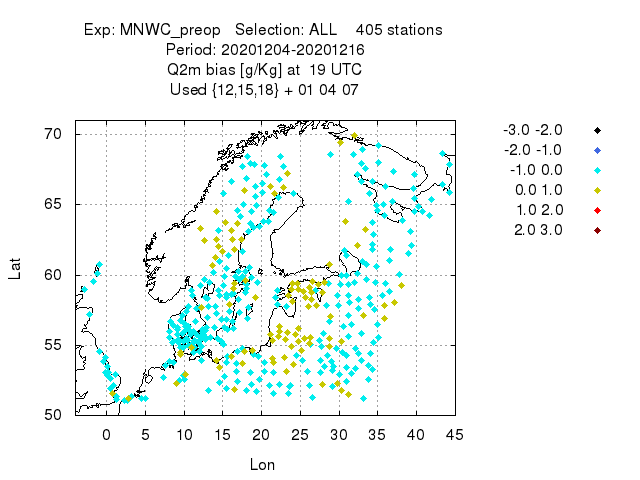 Exp: MNWC_preop   Selection: ALL    405 stations
Period: 20201204-20201216
Q2m bias [g/Kg] at  19 UTC
Used {12,15,18} + 01 04 07
-3.0 -2.0
-2.0 -1.0
-1.0 0.0
0.0 1.0
1.0 2.0
2.0 3.0
70
65
60
55
50
Lat
0 5 10 15 20 25 30 35 40 45
Lon